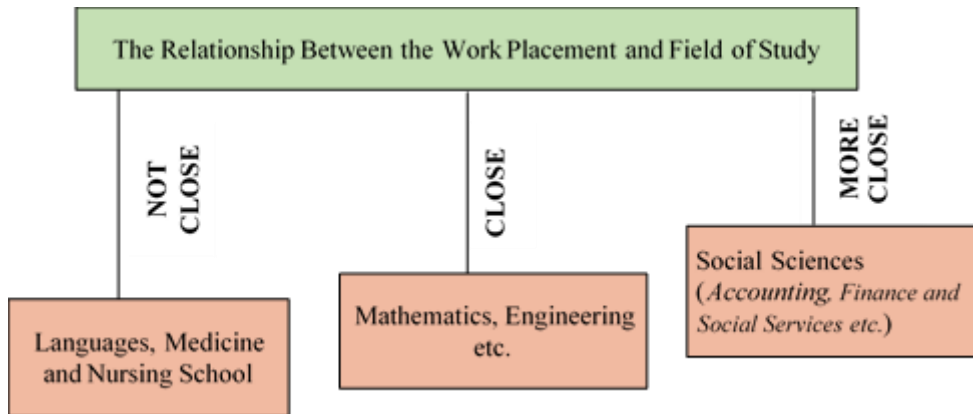 The Relationship Between the Work Placement and Field of Study
NOT
CLOSE
CLOSE
MORE
CLOSE
Languages, Medicine
and Nursing School
Mathematics, Engineering
etc.
Social Sciences
(Accounting, Finance and
Social Services etc.)